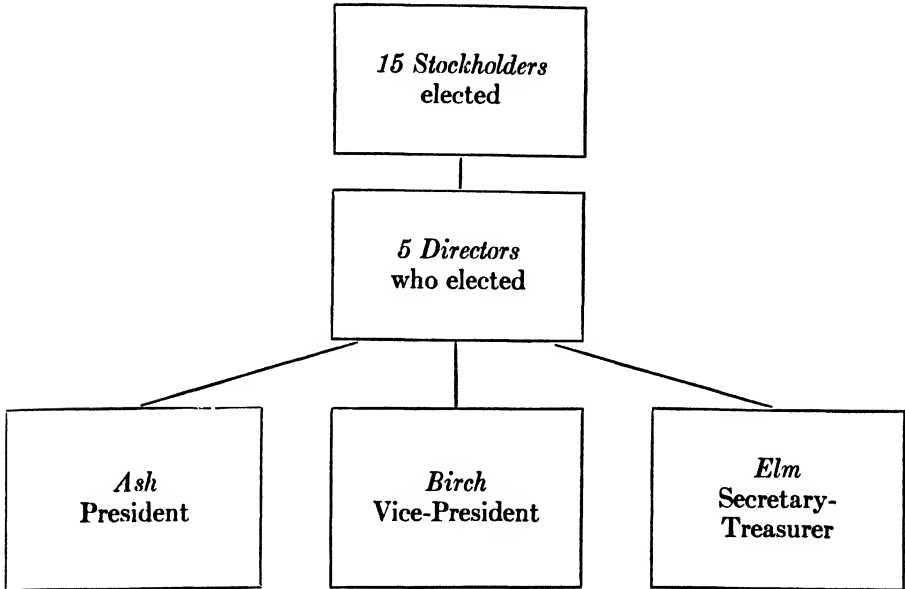 15 Stockholders
elected
5 Directors
who elected
Ash
President
Birch
Vice-President
Elm
Secretary-
Treasurer